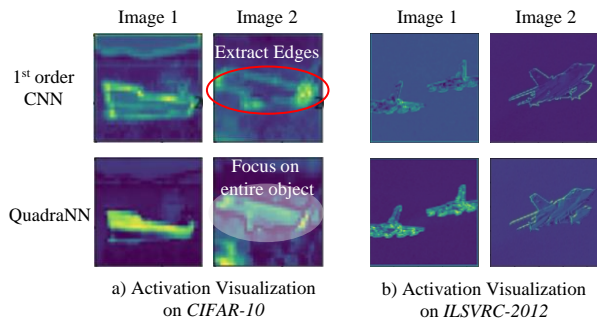 Image 1 Image 2 Image 1 Image 2
Extract Edges
1st order
CNN
Focus on
entire object
QuadraNN
a) Activation Visualization
on CIFAR-10
b) Activation Visualization
on ILSVRC-2012